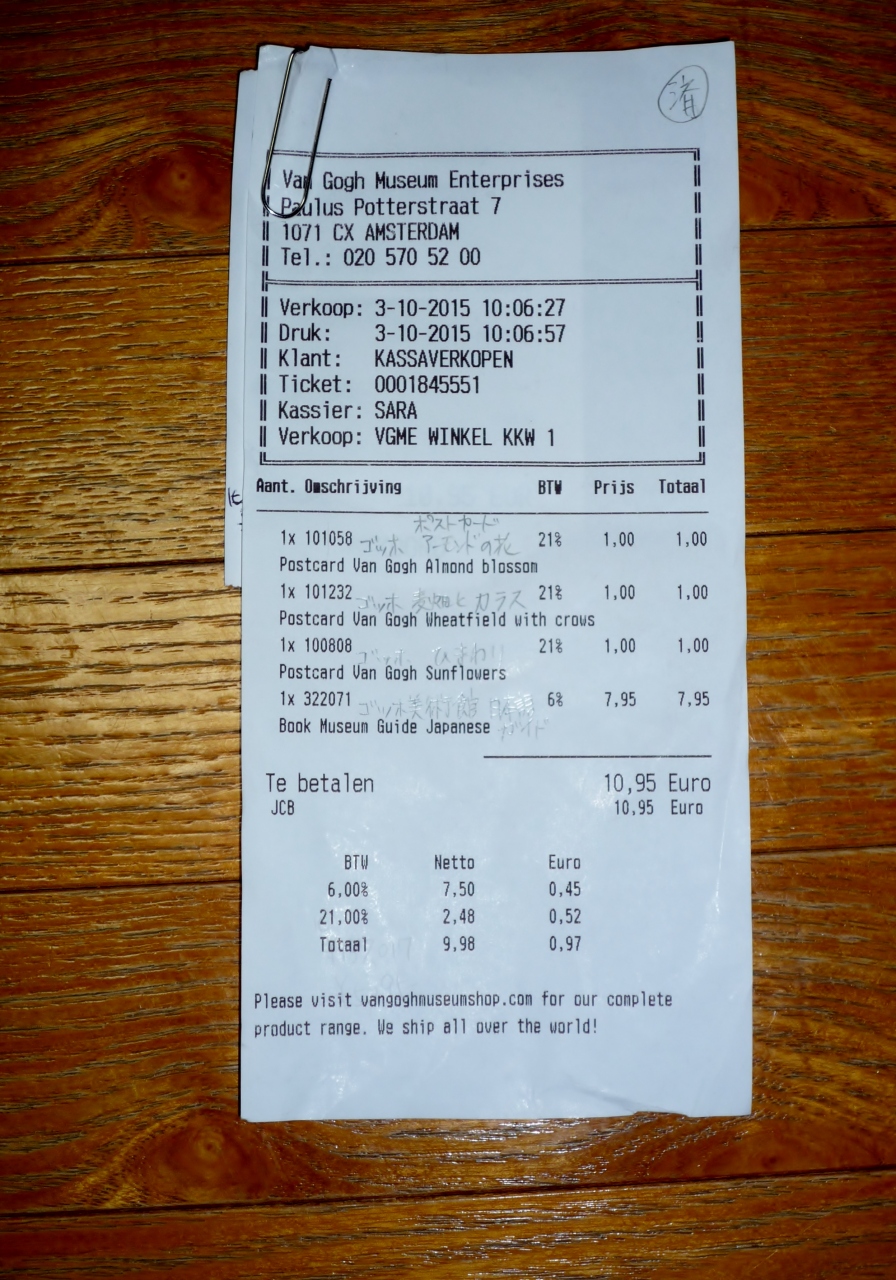 済
Van Gogh Museum Enterprises
Paulus Potterstraat 7
1071 CX AMSTERDAM
Tel.: 020 570 52 00
Verkoop: 3-10-2015 10:06:27
Druk: 3-10-2015 10:06:57
Klant: KASSAVERKOPEN
Ticket: 0001845551
Kassier: SARA
Verkoop: VGME WINKEL KKW 1
Aant. Omschrijving BTW Prijs Totaal
ポストカード
1x 101058 ゴッホ アーモンドの花 21% 1,00 1,00
Postcard Van Gogh Almond blossom
1x 101232 ゴッホ 麦畑とカラス 21% 1,00 1,00
Postcard Van Gogh Wheatfield with crows
1x 100808 ゴッホ ひまわり 21% 1,00 1,00
Postcard Van Gogh Sunflowers
1x 322071 ゴッホ美術館 6% 7,95 7,95
Book Museum Guide Japanese ガイド
Te betalen 10,95 Euro
JCB 10,95 Euro
BTW Netto Euro
6,00% 7,50 0,45
21,00% 2,48 0,52
Totaal 9,98 0,97
Please visit vangoghmuseumshop.com for our complete
product range. We ship all over the world!